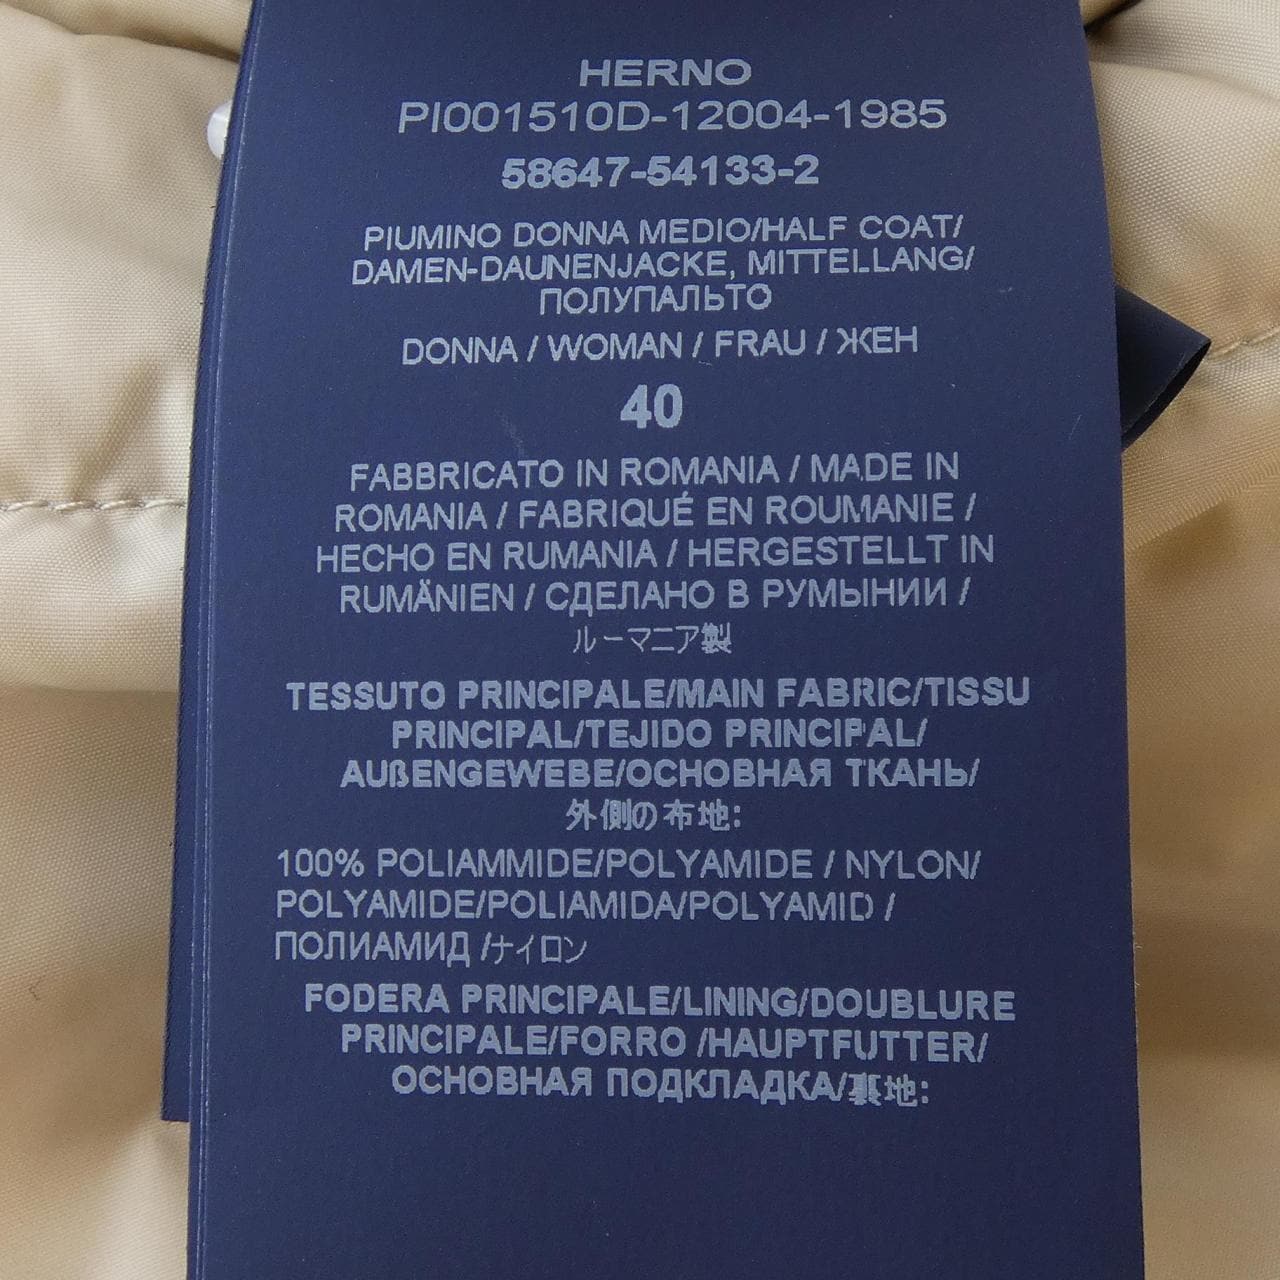 HERNO
PI001510D-12004-1985
58647-54133-2
PIUMINO DONNA MEDIO/HALF COAT/
DAMEN-DAUNENJACKE, MITTELLANG/
ПОЛУПАЛЬТО
DONNA / WOMAN / FRAU / ЖЕН
40
FABBRICATO IN ROMANIA / MADE IN
ROMANIA / FABRIQUÉ EN ROUMANIE /
HECHO EN RUMANIA / HERGESTELLT IN
RUMÄNIEN / СДЕЛАНО В РУМЫНИИ /
ルーマニア製
TESSUTO PRINCIPALE/MAIN FABRIC/TISSU
PRINCIPAL/TEJIDO PRINCIPAL/
AUßENGEWEBE/ОСНОВНАЯ ТКАНЬ/
外側の布地:
100% POLIAMMIDE/POLYAMIDE / NYLON/
POLYAMIDE/POLIAMIDA/POLYAMID /
ПОЛИАМИД /ナイロン
FODERA PRINCIPALE/LINING/DOUBLURE
PRINCIPALE/FORRO /HAUPTFUTTER/
ОСНОВНАЯ ПОДКЛАДКА/裏地: